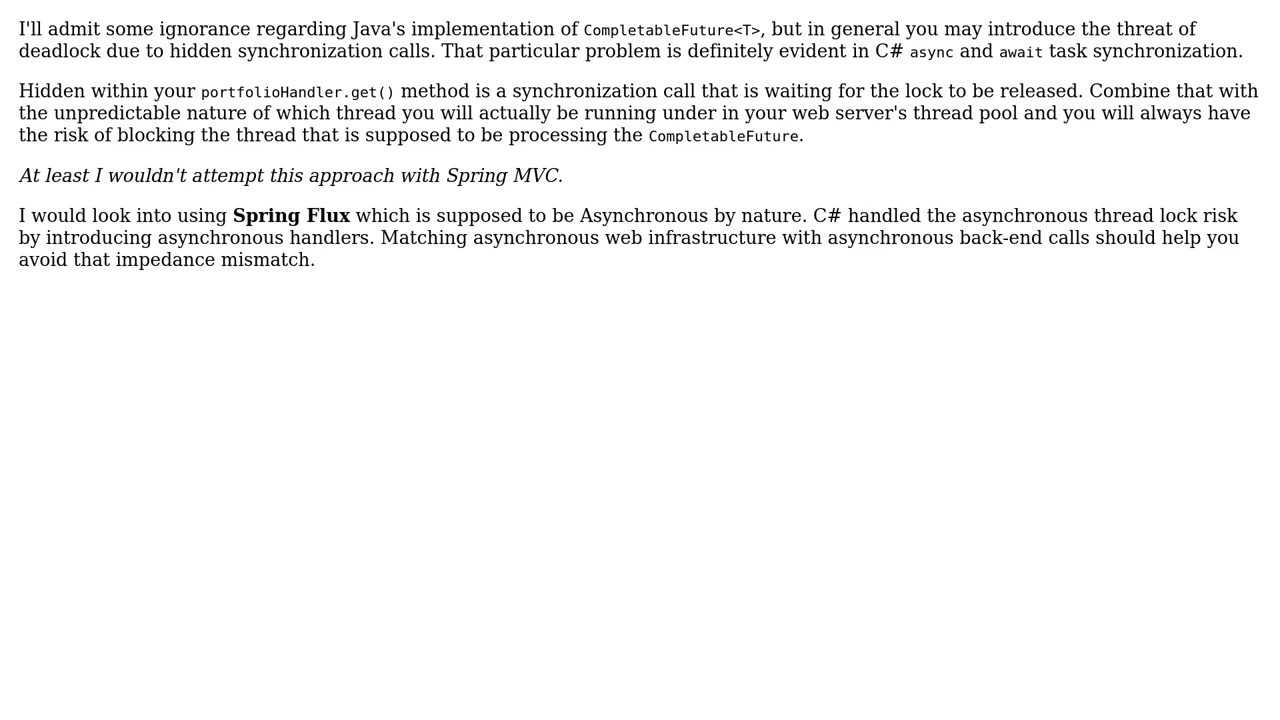 I'll admit some ignorance regarding Java's implementation of CompletableFuture<T>, but in general you may introduce the threat of
deadlock due to hidden synchronization calls. That particular problem is definitely evident in C# async and await task synchronization.
Hidden within your portfolioHandler.get() method is a synchronization call that is waiting for the lock to be released. Combine that with
the unpredictable nature of which thread you will actually be running under in your web server's thread pool and you will always have
the risk of blocking the thread that is supposed to be processing the CompletableFuture.
At least I wouldn't attempt this approach with Spring MVC.
I would look into using Spring Flux which is supposed to be Asynchronous by nature. C# handled the asynchronous thread lock risk
by introducing asynchronous handlers. Matching asynchronous web infrastructure with asynchronous back-end calls should help you
avoid that impedance mismatch.